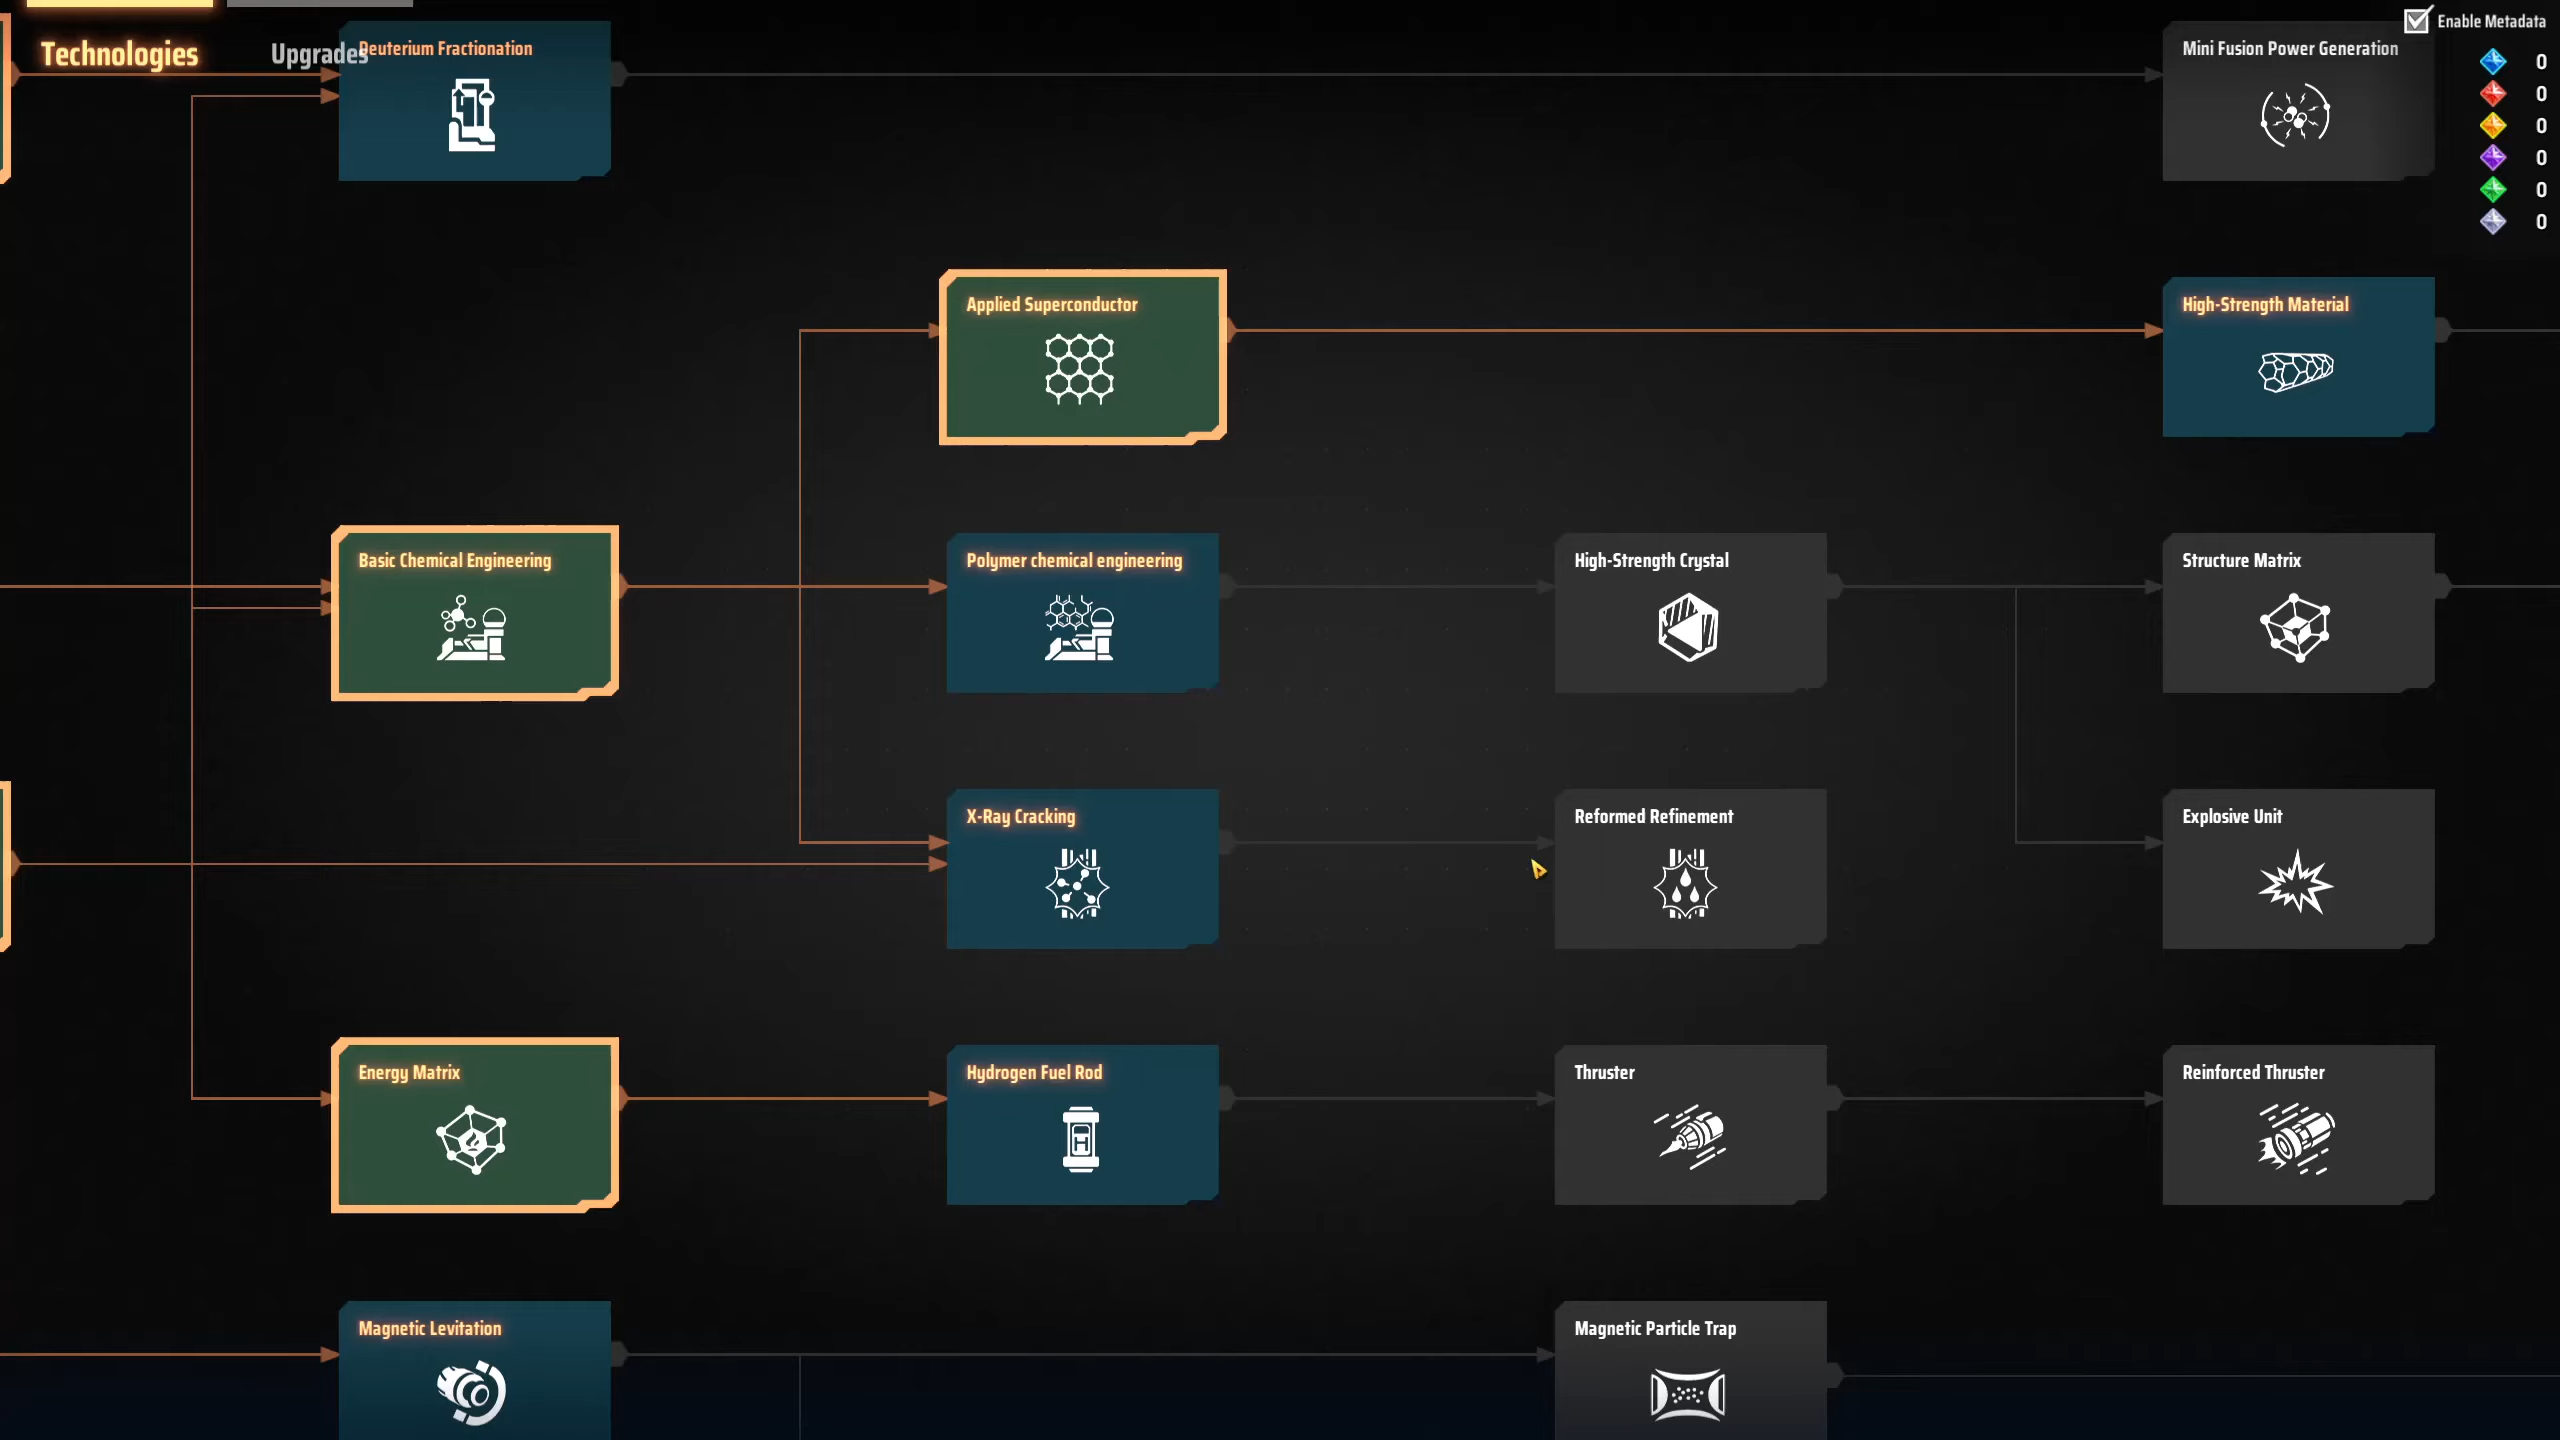 Technologies
Upgrades
Enable Metadata
0
0
0
0
0
0
Deuterium Fractionation
Mini Fusion Power Generation
Applied Superconductor
High-Strength Material
Basic Chemical Engineering
Polymer chemical engineering
High-Strength Crystal
Structure Matrix
X-Ray Cracking
Reformed Refinement
Explosive Unit
Energy Matrix
Hydrogen Fuel Rod
H
Thruster
Reinforced Thruster
Magnetic Levitation
Magnetic Particle Trap